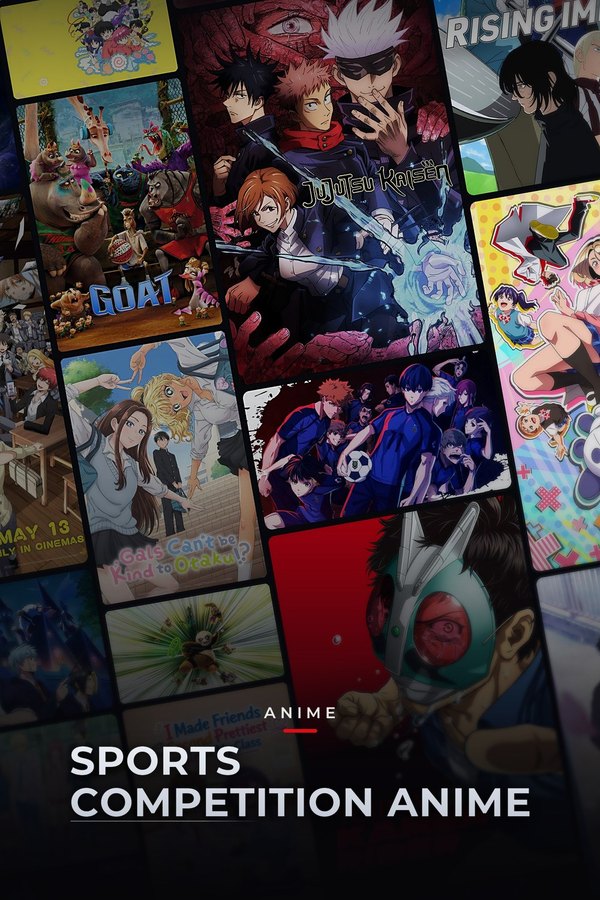 RISING IM
JUJUTSU KAISEN
GOAT
MAY 13
LY IN CINEMAS
Gals Can't be
Kind to Otaku!?
I Made Friends
Prettiest
lass
ANIME
SPORTS
COMPETITION ANIME